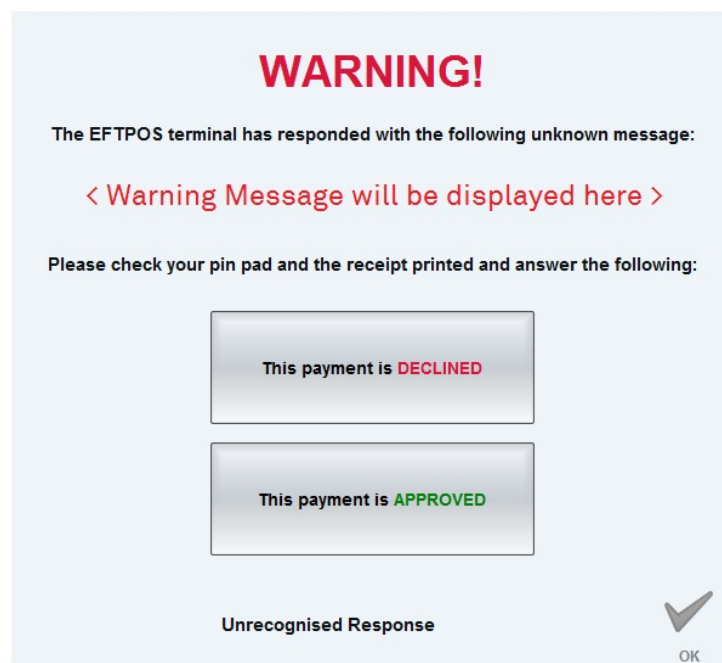 WARNING!
The EFTPOS terminal has responded with the following unknown message:
< Warning Message will be displayed here >
Please check your pin pad and the receipt printed and answer the following:
This payment is DECLINED
This payment is APPROVED
Unrecognised Response
OK